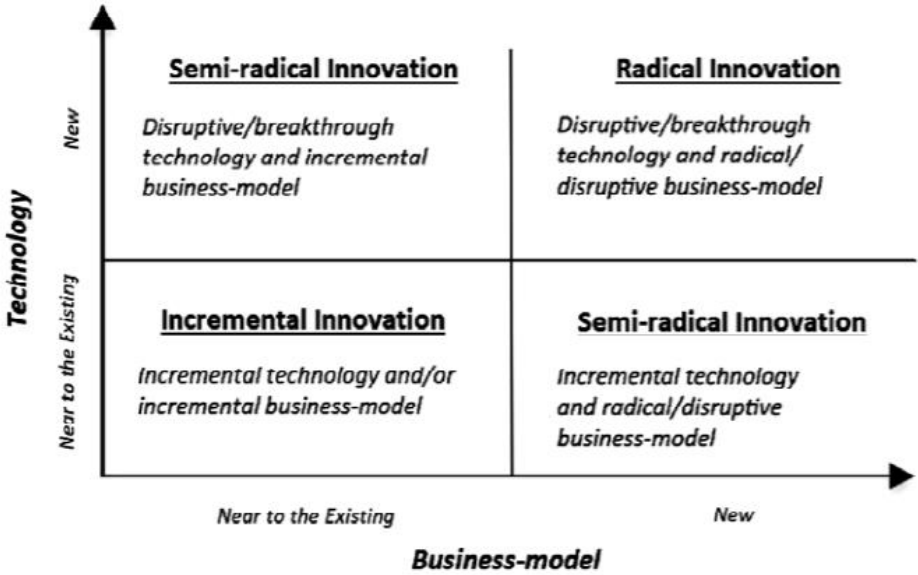 Technology
New
Near to the Existing
Semi-radical Innovation
Disruptive/breakthrough
technology and incremental
business-model
Radical Innovation
Disruptive/breakthrough
technology and radical/
disruptive business-model
Incremental Innovation
Incremental technology and/or
incremental business-model
Semi-radical Innovation
Incremental technology
and radical/disruptive
business-model
Near to the Existing
New
Business-model